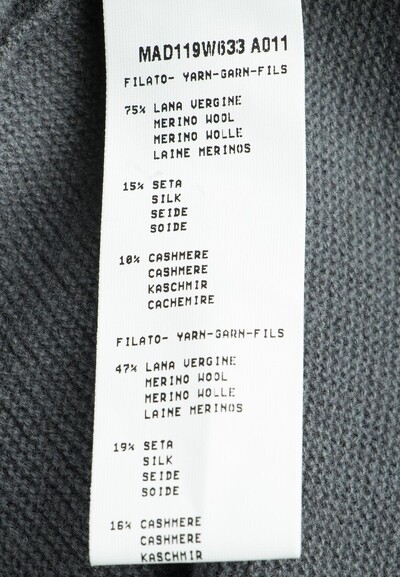 MAD119W633 A011
FILATO- YARN-GARN-FILS
75% LANA VERGINE
MERINO WOOL
MERINO WOLLE
LAINE MERINOS
15% SETA
SILK
SEIDE
SOIDE
10% CASHMERE
CASHMERE
KASCHMIR
CACHEMIRE
FILATO- YARN-GARN-FILS
47% LANA VERGINE
MERINO WOOL
MERINO WOLLE
LAINE MERINOS
19% SETA
SILK
SEIDE
SOIDE
16% CASHMERE
CASHMERE
KASCHMIR